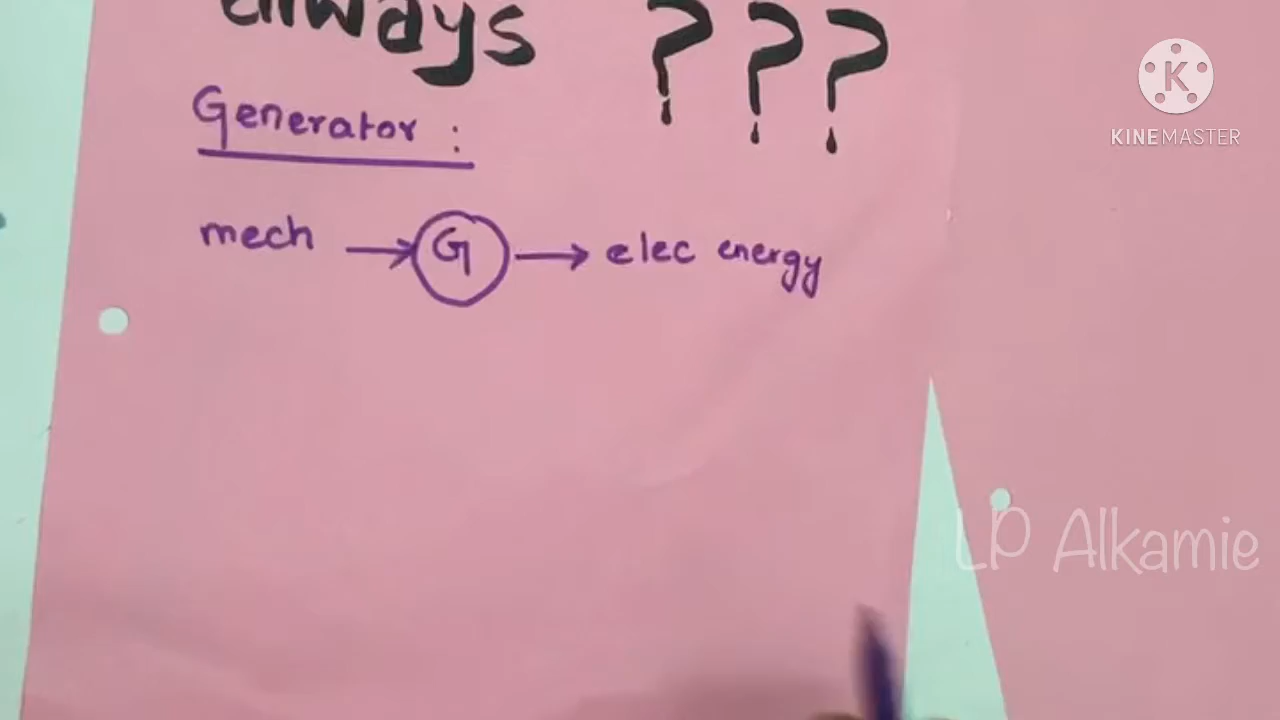 always ???
Generator :
mech → G → elec energy
K
KINEMASTER
LP Alkamie